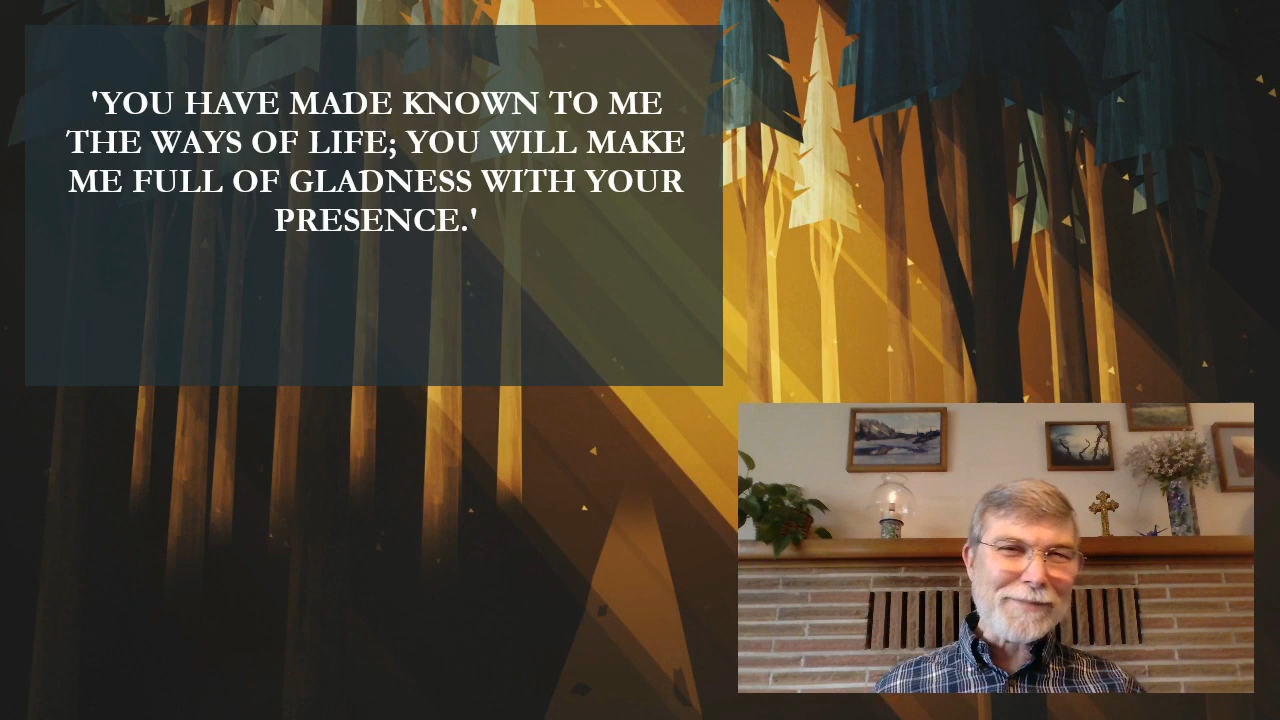 'YOU HAVE MADE KNOWN TO ME
THE WAYS OF LIFE; YOU WILL MAKE
ME FULL OF GLADNESS WITH YOUR
PRESENCE.'